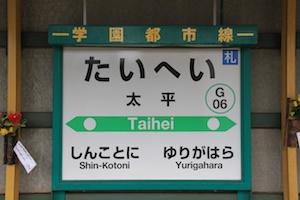 学園都市線
たいへい
札
太平
G
06
Taihei
しんことに
ゆりがはら
Shin-Kotoni
Yurigahara